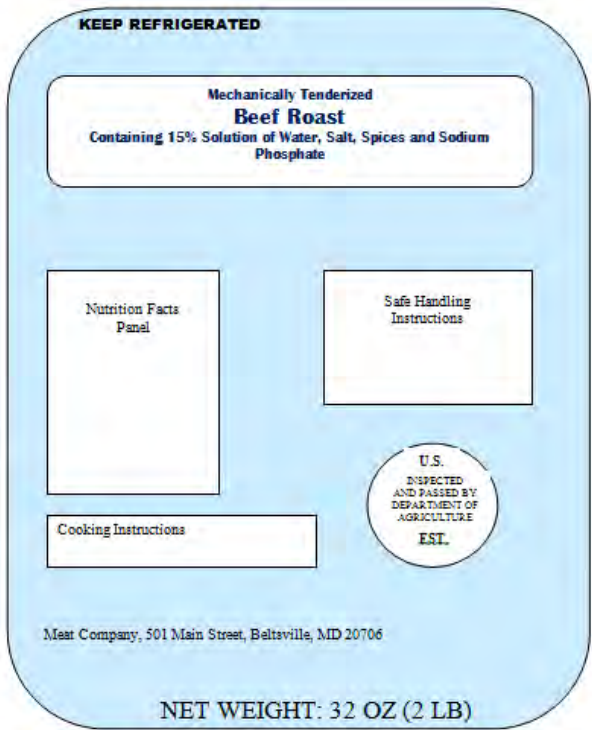 KEEP REFRIGERATED
Mechanically Tenderized
Beef Roast
Containing 15% Solution of Water, Salt, Spices and Sodium
Phosphate
Nutrition Facts
Panel
Safe Handling
Instructions
U.S.
INSPECTED
AND PASSED BY
DEPARTMENT OF
AGRICULTURE
EST.
Cooking Instructions
Meat Company, 501 Main Street, Beltsville, MD 20706
NET WEIGHT: 32 OZ (2 LB)